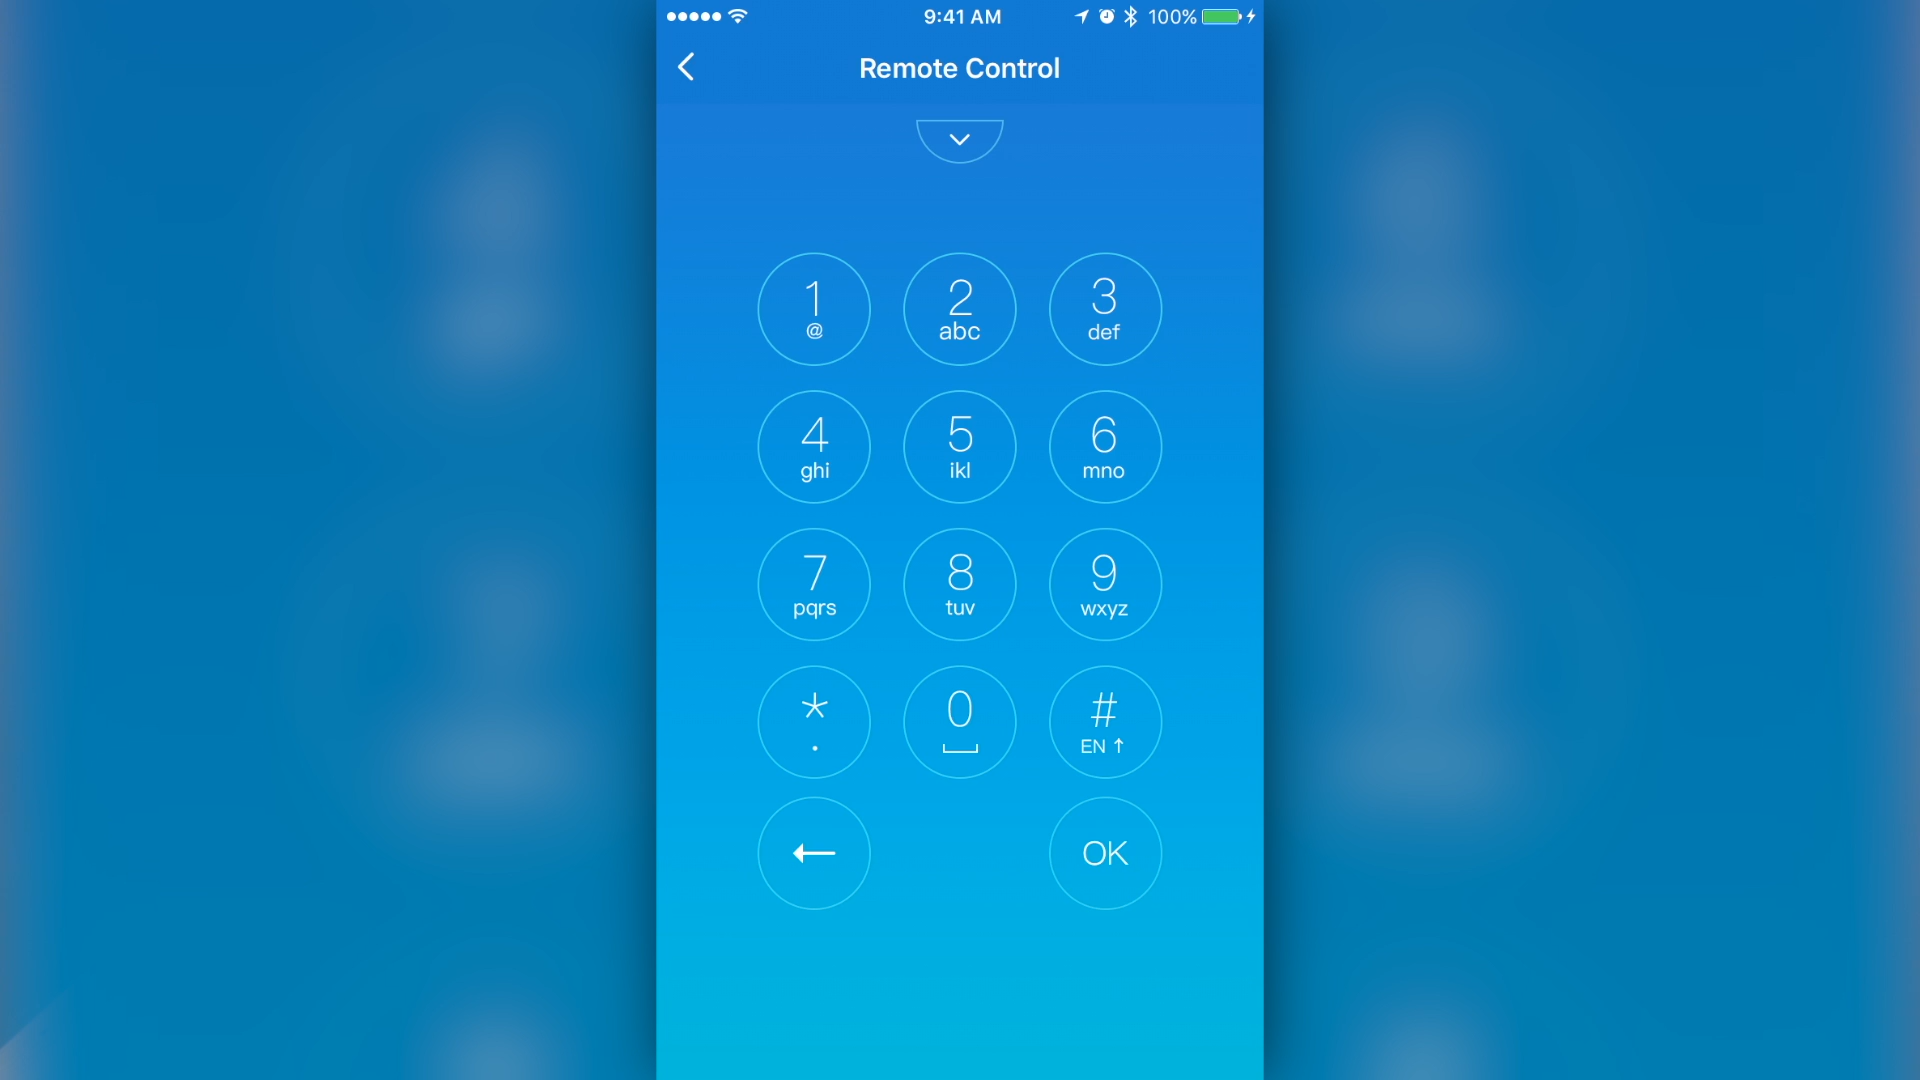 9:41 AM 100%
Remote Control
1 2 3
@ abc def
4 5 6
ghi ikl mno
7 8 9
pqrs tuv wxyz
* 0 #
. EN ↑
← OK